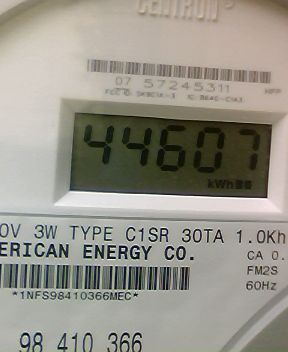 CENTRON®
07 57245311
44607
kWh
0V 3W TYPE C1SR 30TA 1.0Kh
ERICAN ENERGY CO.
CA 0.
FM2S
60Hz
*1NFS98410366MEC*
98 410 366